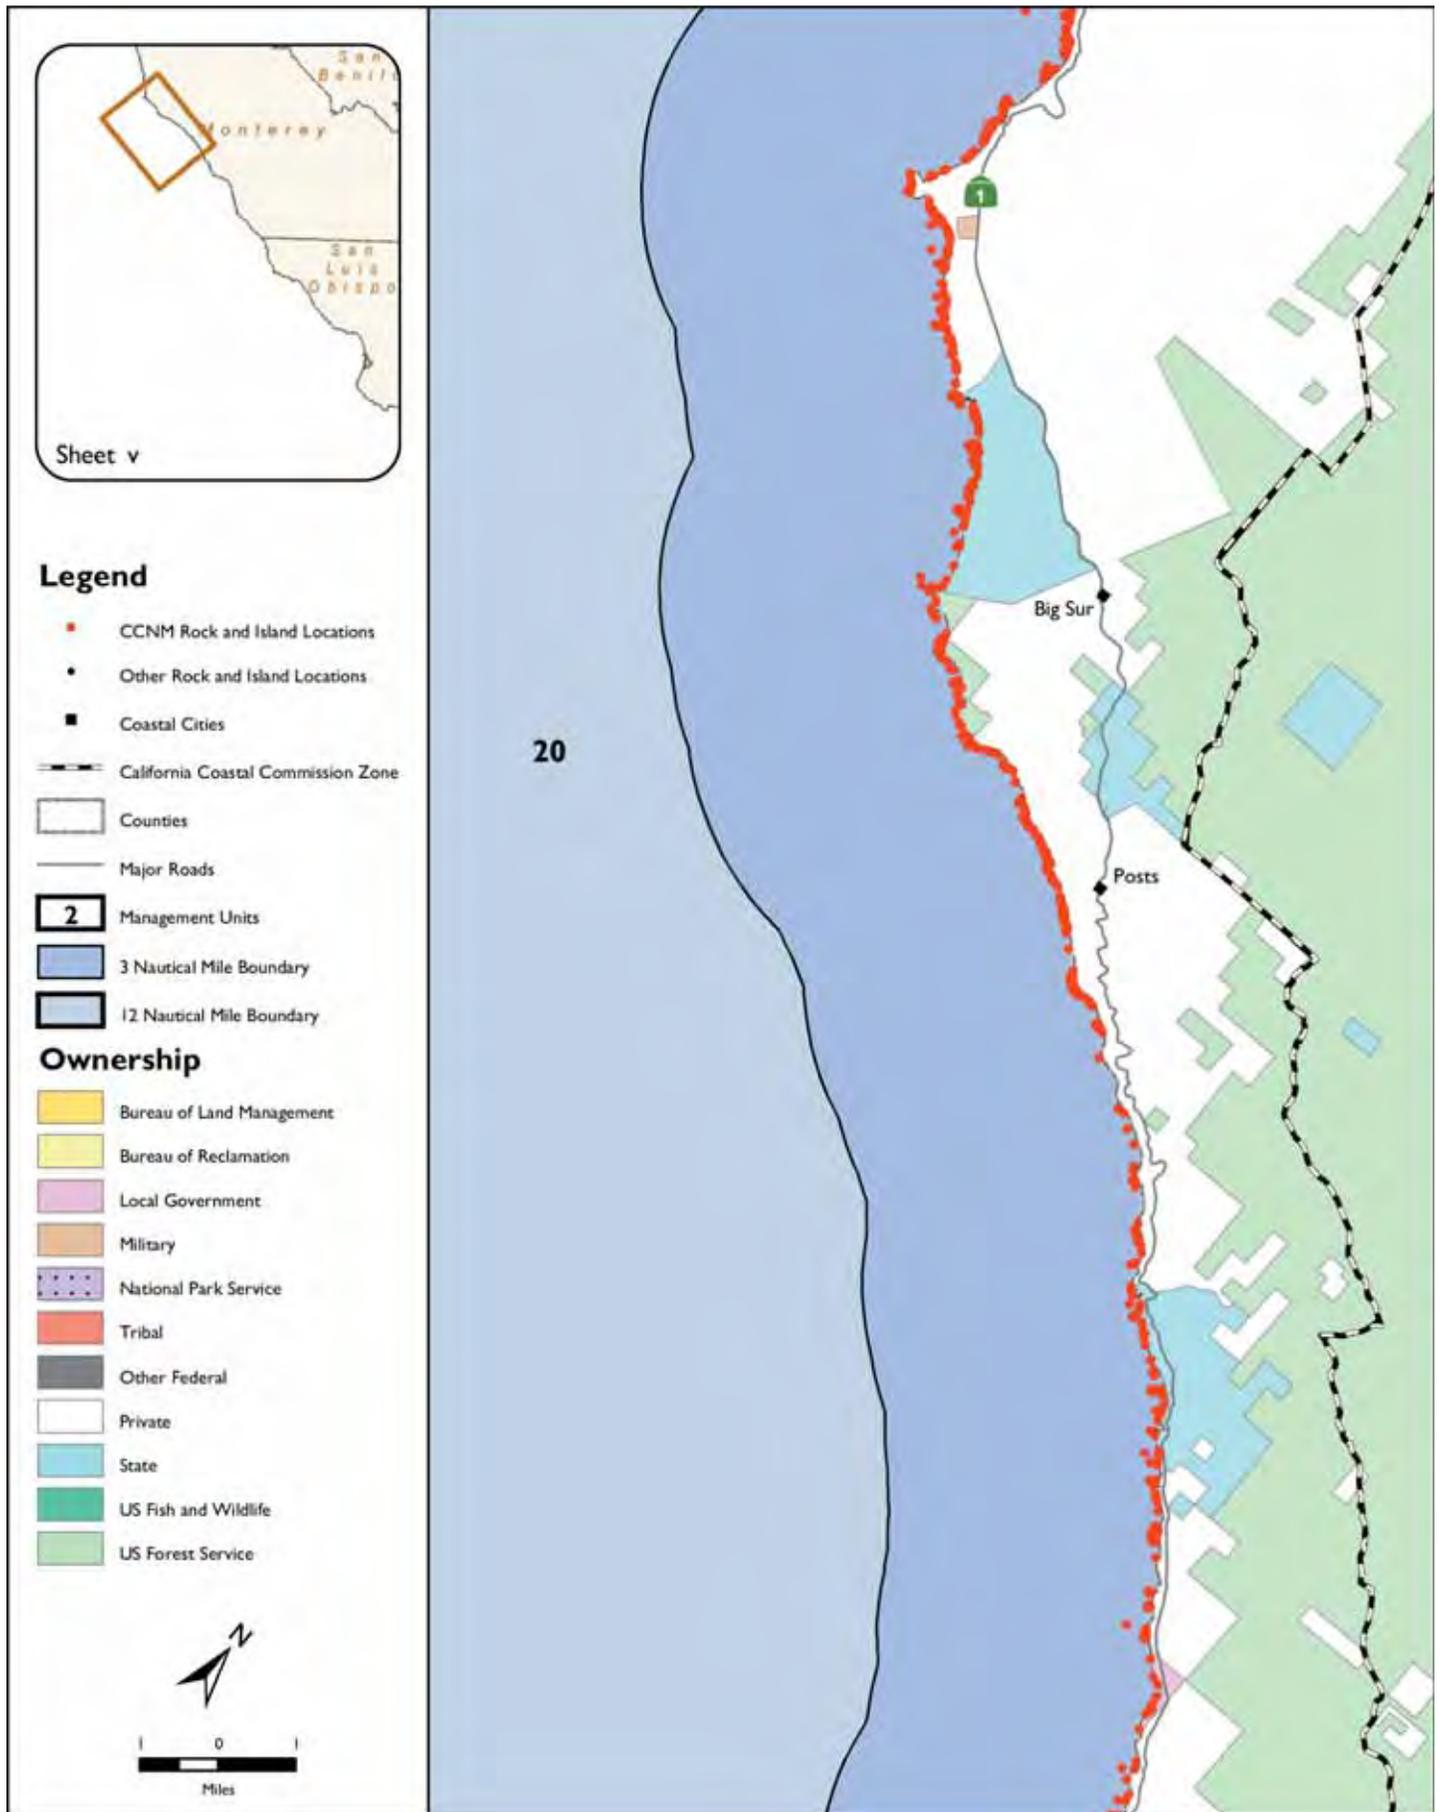 San
Benito
Monterey
San
Luis
Obispo
Sheet v
Legend
CCNM Rock and Island Locations
Other Rock and Island Locations
Coastal Cities
California Coastal Commission Zone
Counties
Major Roads
2 Management Units
3 Nautical Mile Boundary
12 Nautical Mile Boundary
Ownership
Bureau of Land Management
Bureau of Reclamation
Local Government
Military
National Park Service
Tribal
Other Federal
Private
State
US Fish and Wildlife
US Forest Service
N
1 0 1
Miles
1
Big Sur
20
Posts